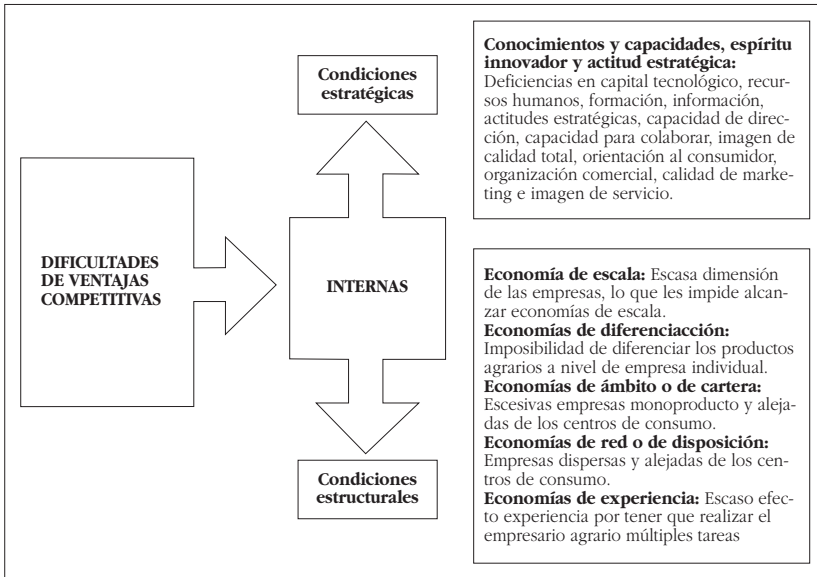 DIFICULTADES
DE VENTAJAS
COMPETITIVAS
INTERNAS
Condiciones
estratégicas
Conocimientos y capacidades, espíritu
innovador y actitud estratégica:
Deficiencias en capital tecnológico, recur-
sos humanos, formación, información,
actitudes estratégicas, capacidad de direc-
ción, capacidad para colaborar, imagen de
calidad total, orientación al consumidor,
organización comercial, calidad de marke-
ting e imagen de servicio.
Condiciones
estructurales
Economía de escala: Escasa dimensión
de las empresas, lo que les impide alcan-
zar economías de escala.
Economías de diferenciacción:
Imposibilidad de diferenciar los productos
agrarios a nivel de empresa individual.
Economías de ámbito o de cartera:
Escesivas empresas monoproducto y aleja-
das de los centros de consumo.
Economías de red o de disposición:
Empresas dispersas y alejadas de los cen-
tros de consumo.
Economías de experiencia: Escaso efec-
to experiencia por tener que realizar el
empresario agrario múltiples tareas